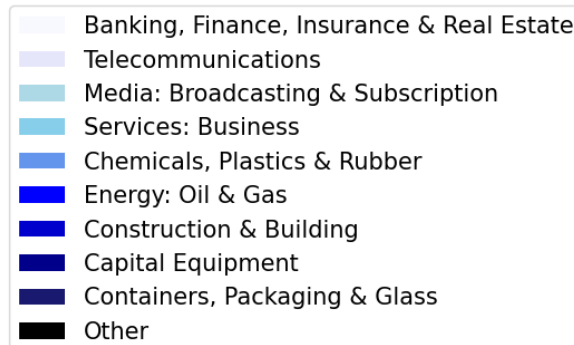 Banking, Finance, Insurance & Real Estate
Telecommunications
Media: Broadcasting & Subscription
Services: Business
Chemicals, Plastics & Rubber
Energy: Oil & Gas
Construction & Building
Capital Equipment
Containers, Packaging & Glass
Other